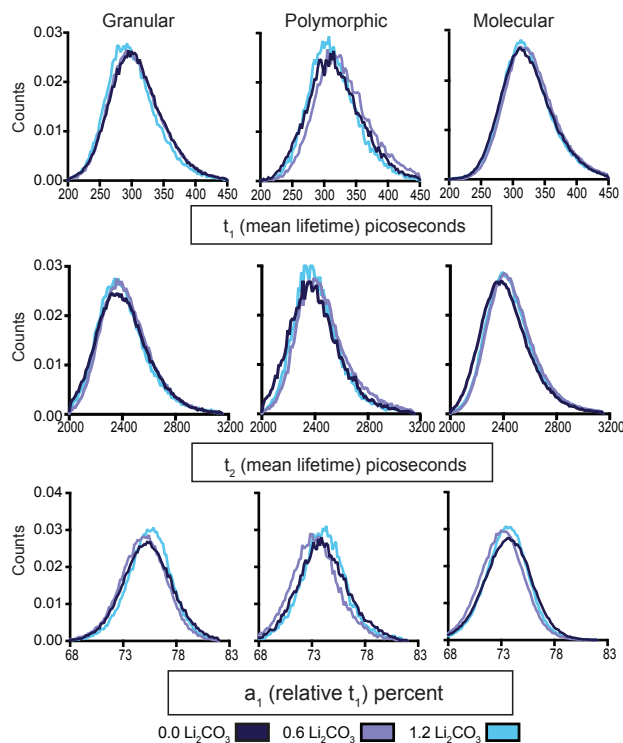 Granular Polymorphic Molecular
0.03
0.02
0.01
0.00
Counts
200 250 300 350 400 450 200 250 300 350 400 450 200 250 300 350 400 450
t₁ (mean lifetime) picoseconds
0.03
0.02
0.01
0.00
Counts
2000 2400 2800 3200 2000 2400 2800 3200 2000 2400 2800 3200
t₂ (mean lifetime) picoseconds
0.04
0.03
0.02
0.01
0.00
Counts
68 73 78 83 68 73 78 83 68 73 78 83
a₁ (relative t₁) percent
0.0 Li₂CO₃ 0.6 Li₂CO₃ 1.2 Li₂CO₃